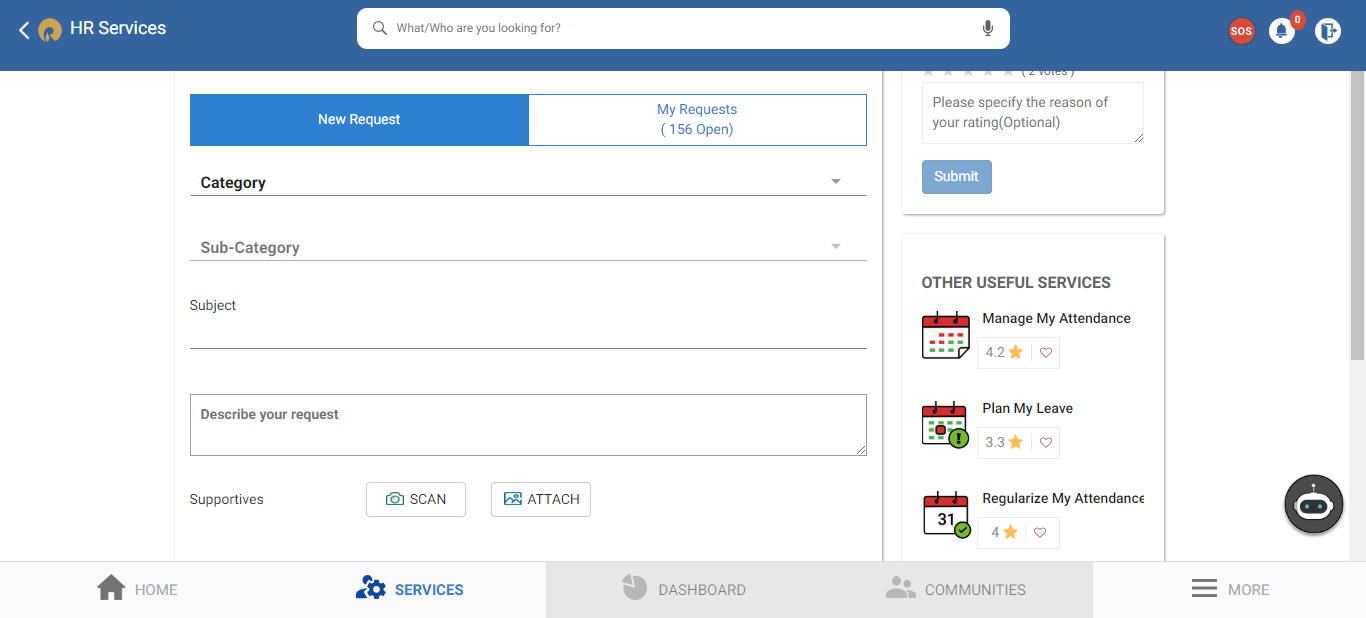 HR Services
What/Who are you looking for?
SOS
0
New Request
My Requests
( 156 Open)
Category
Sub-Category
Subject
Describe your request
Supportives
SCAN
ATTACH
( 2 votes )
Please specify the reason of
your rating(Optional)
Submit
OTHER USEFUL SERVICES
Manage My Attendance
4.2
Plan My Leave
3.3
31
Regularize My Attendance
4
HOME
SERVICES
DASHBOARD
COMMUNITIES
MORE